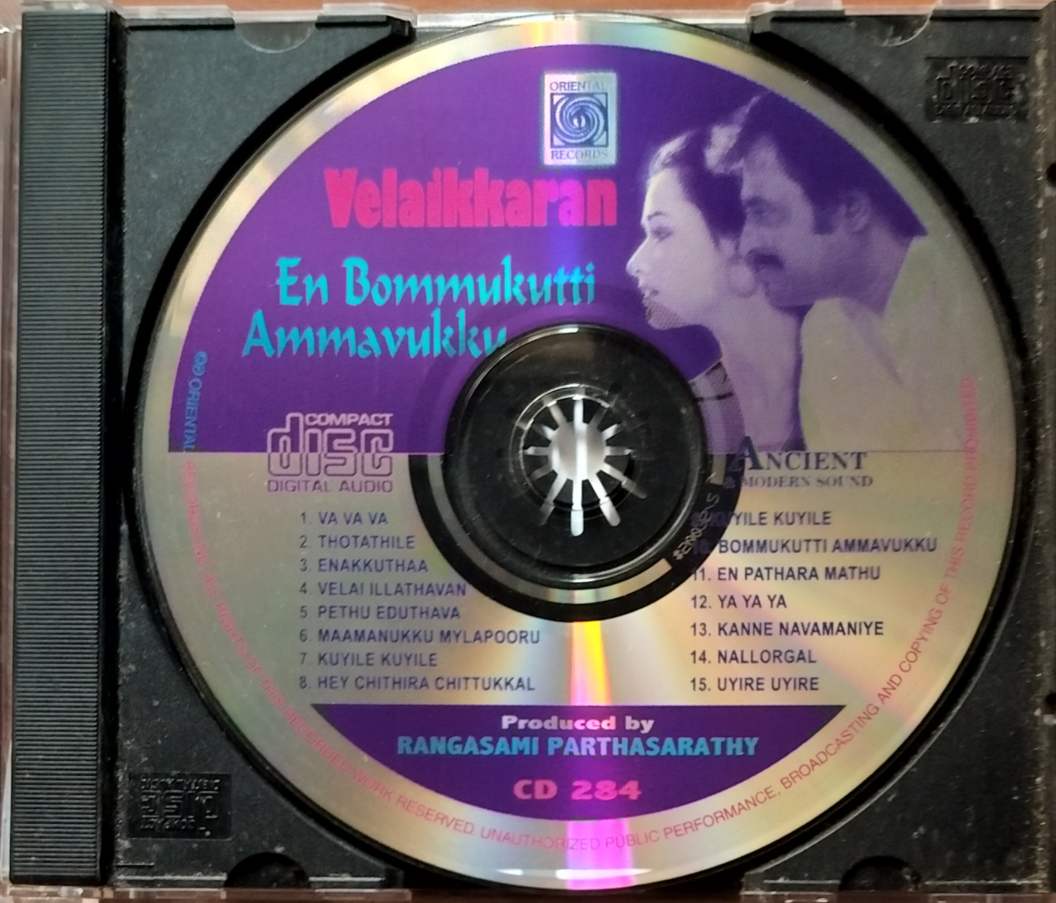 ORIENTAL
RECORDS
Velaikkaran
En Bommukutti
Ammavukku
COMPACT
disc
DIGITAL AUDIO
ANCIENT
& MODERN SOUND
1. VA VA VA
2. THOTATHILE
3. ENAKKUTHAA
4. VELAI ILLATHAVAN
5 PETHU EDUTHAVA
6. MAAMANUKKU MYLAPOORU
7. KUYILE KUYILE
8. HEY CHITHIRA CHITTUKKAL
KUYILE KUYILE
10. BOMMUKUTTI AMMAVUKKU
11. EN PATHARA MATHU
12. YA YA YA
13. KANNE NAVAMANIYE
14. NALLORGAL
15. UYIRE UYIRE
Produced by
RANGASAMI PARTHASARATHY
CD 284
ORIENTAL
WORK RESERVED. UNAUTHORIZED PUBLIC PERFORMANCE, BROADCASTING AND COPYING OF THIS RECORD PROHIBITED